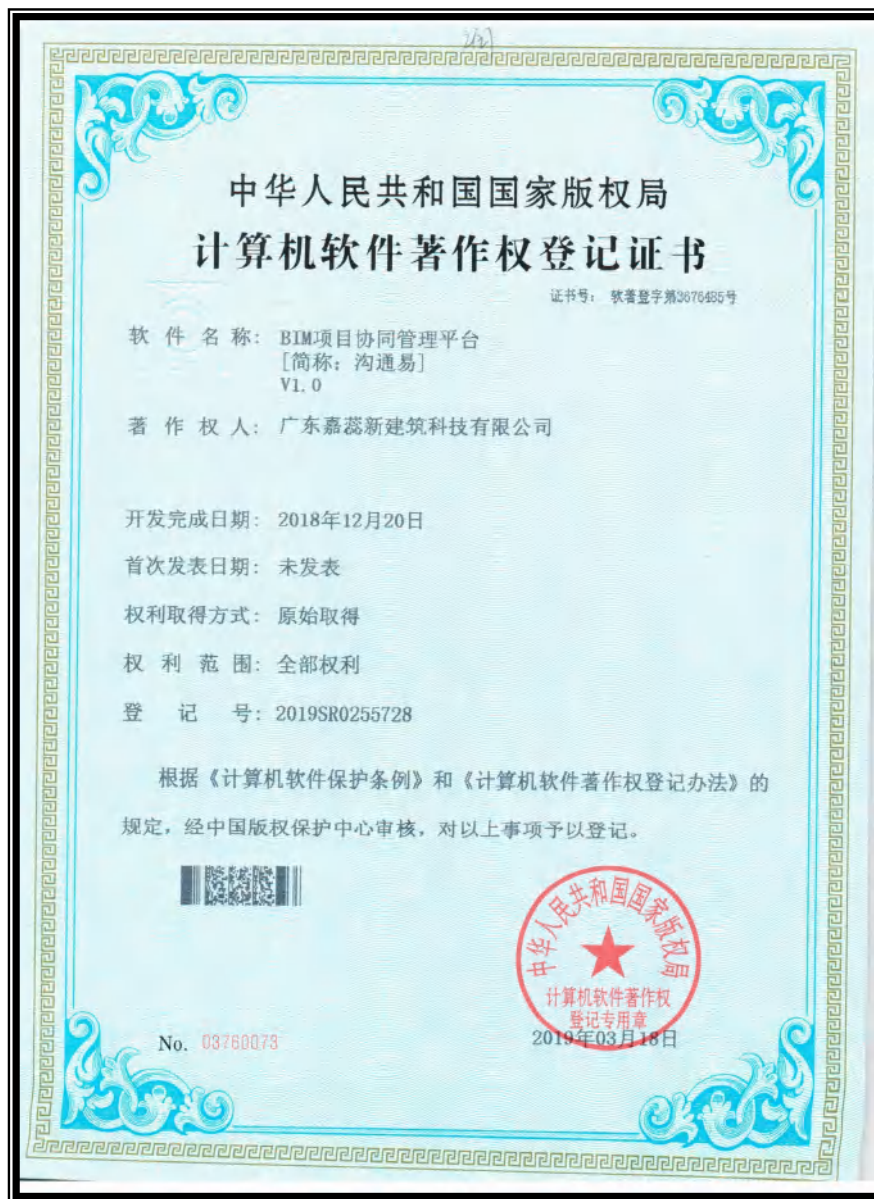 中华人民共和国国家版权局
计算机软件著作权登记证书
证书号: 软著登字第3676485号
软件名称: BIM项目协同管理平台
[简称: 沟通易]
V1.0
著作权人: 广东嘉蕊新建筑科技有限公司
开发完成日期: 2018年12月20日
首次发表日期: 未发表
权利取得方式: 原始取得
权利范围: 全部权利
登记号: 2019SR0255728
根据《计算机软件保护条例》和《计算机软件著作权登记办法》的
规定，经中国版权保护中心审核，对以上事项予以登记。
中华人民共和国国家版权局
计算机软件著作权
登记专用章
No. 03760073
2019年03月18日